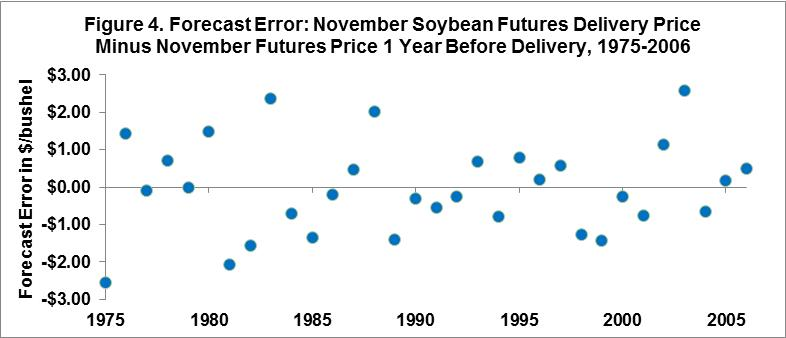 Figure 4. Forecast Error: November Soybean Futures Delivery Price
Minus November Futures Price 1 Year Before Delivery, 1975-2006
Forecast Error in $/bushel
$3.00
$2.00
$1.00
$0.00
-$1.00
-$2.00
-$3.00
1975 1980 1985 1990 1995 2000 2005